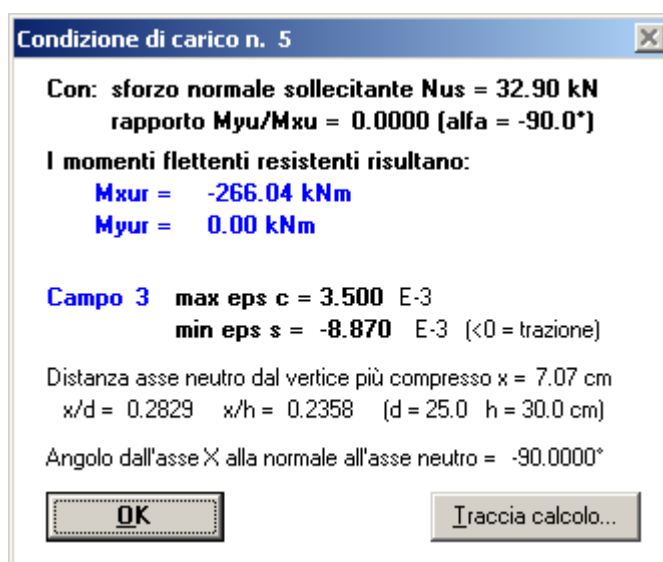 Condizione di carico n. 5
Con: sforzo normale sollecitante Nus = 32.90 kN
rapporto Myu/Mxu = 0.0000 (alfa = -90.0°)
I momenti flettenti resistenti risultano:
Mxur = -266.04 kNm
Myur = 0.00 kNm
Campo 3 max eps c = 3.500 E-3
min eps s = -8.870 E-3 (<0 = trazione)
Distanza asse neutro dal vertice più compresso x = 7.07 cm
x/d = 0.2829 x/h = 0.2358 (d = 25.0 h = 30.0 cm)
Angolo dall'asse X alla normale all'asse neutro = -90.0000°
OK Traccia calcolo...